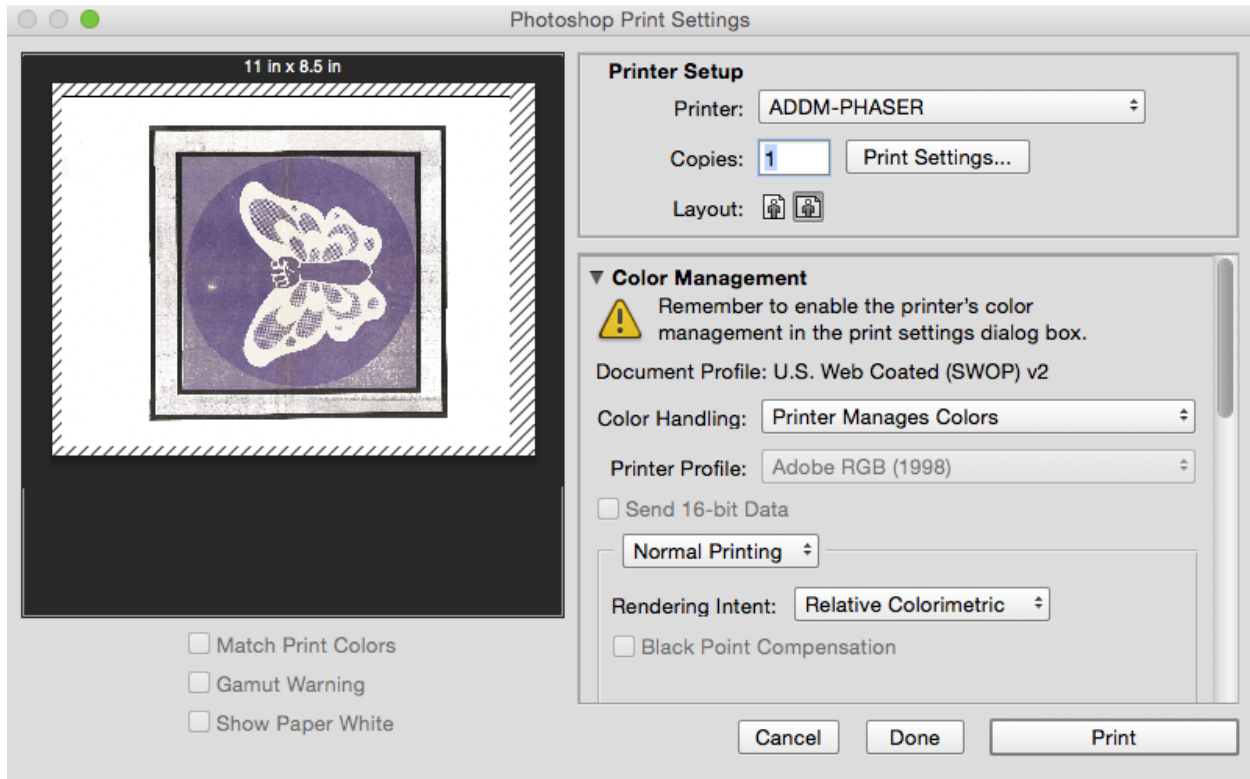 Photoshop Print Settings
11 in x 8.5 in
Printer Setup
Printer: ADDM-PHASER
Copies: 1 Print Settings...
Layout:
Color Management
Remember to enable the printer's color
management in the print settings dialog box.
Document Profile: U.S. Web Coated (SWOP) v2
Color Handling: Printer Manages Colors
Printer Profile: Adobe RGB (1998)
Send 16-bit Data
Normal Printing
Rendering Intent: Relative Colorimetric
Black Point Compensation
Match Print Colors
Gamut Warning
Show Paper White
Cancel Done Print